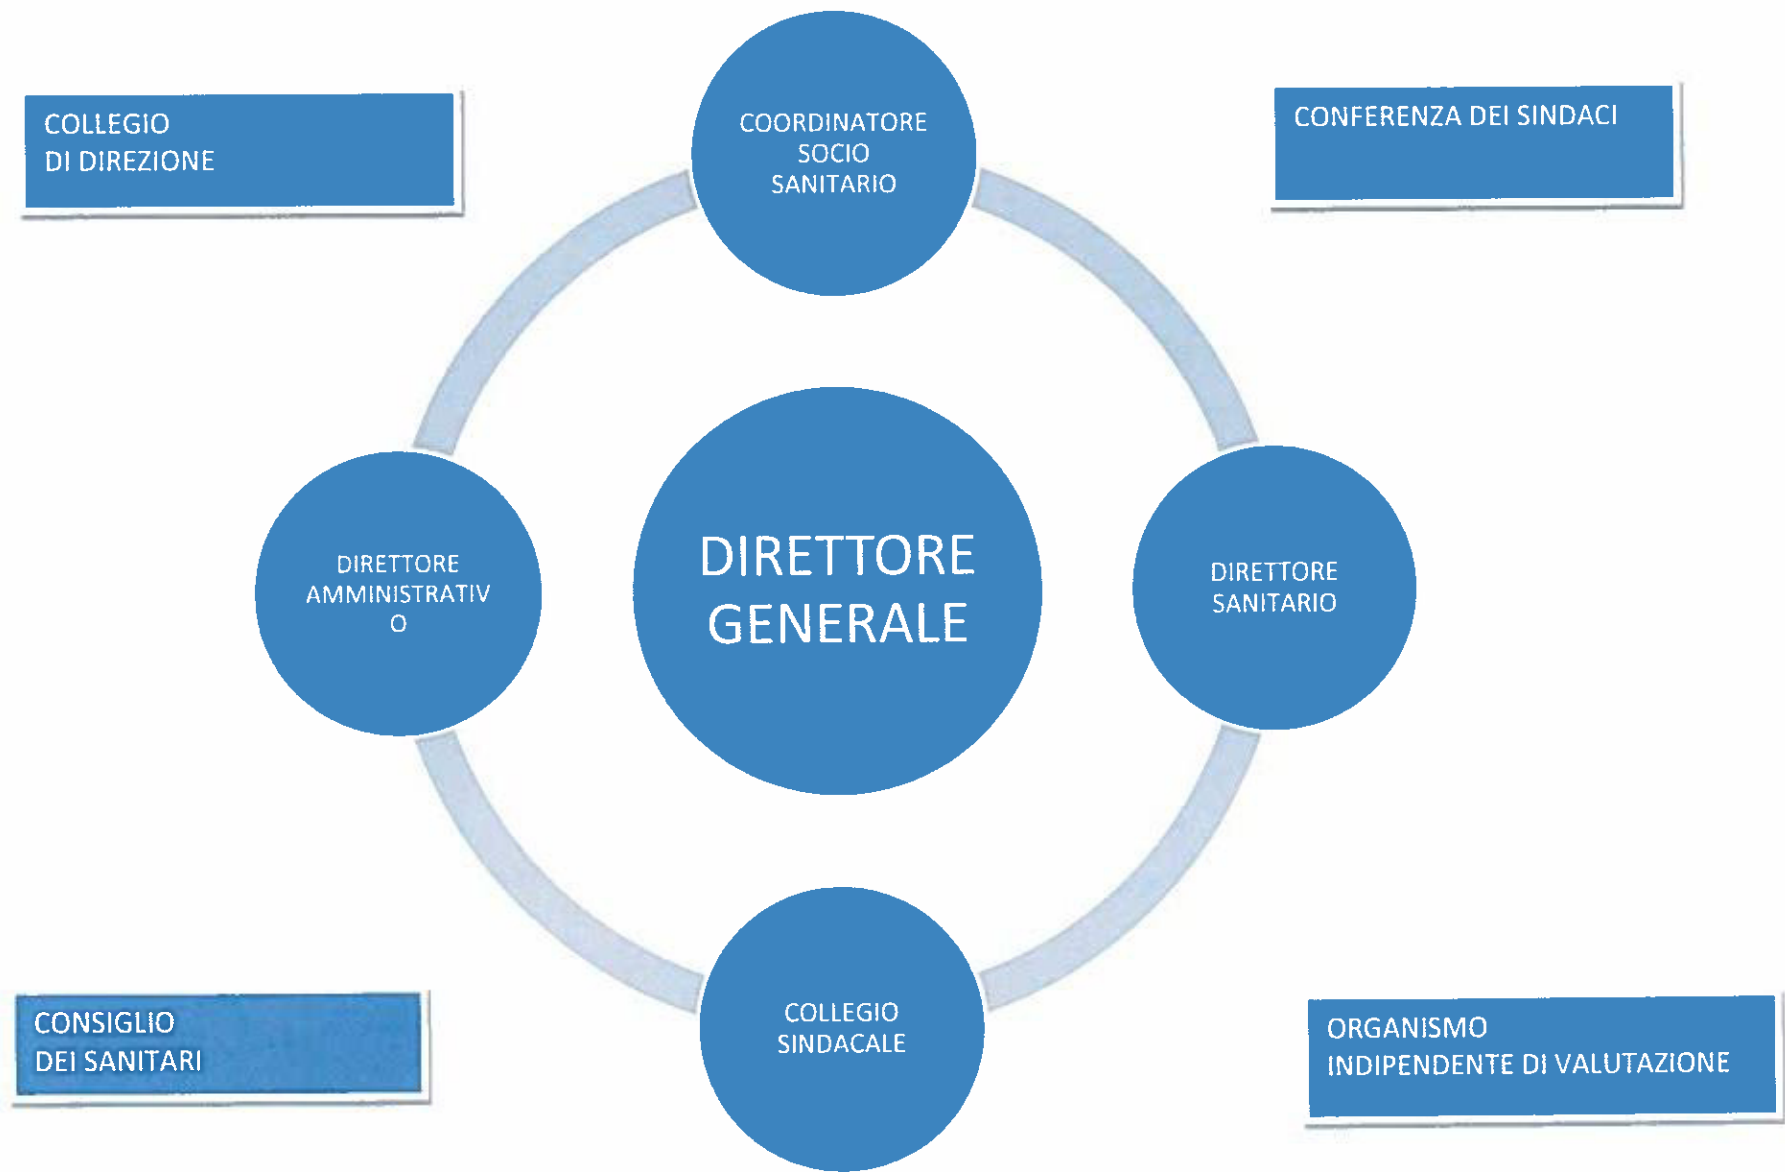 COLLEGIO
DI DIREZIONE
COORDINATORE
SOCIO
SANITARIO
CONFERENZA DEI SINDACI
DIRETTORE
AMMINISTRATIV
O
DIRETTORE
GENERALE
DIRETTORE
SANITARIO
CONSIGLIO
DEI SANITARI
COLLEGIO
SINDACALE
ORGANISMO
INDIPENDENTE DI VALUTAZIONE